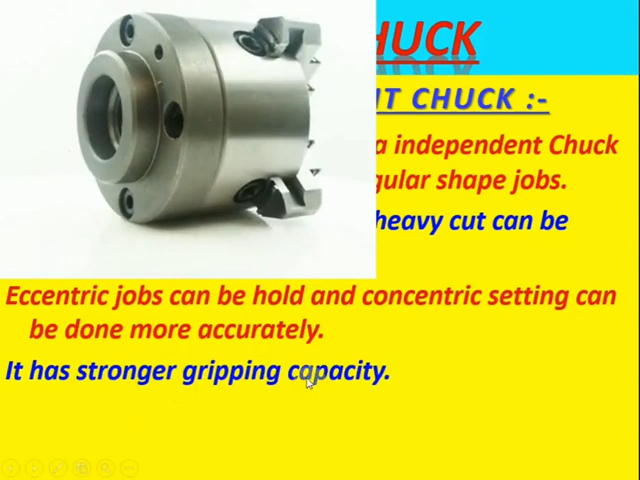 HUCK
NT CHUCK :-
a independent Chuck
gular shape jobs.
heavy cut can be
Eccentric jobs can be hold and concentric setting can
be done more accurately.
It has stronger gripping capacity.